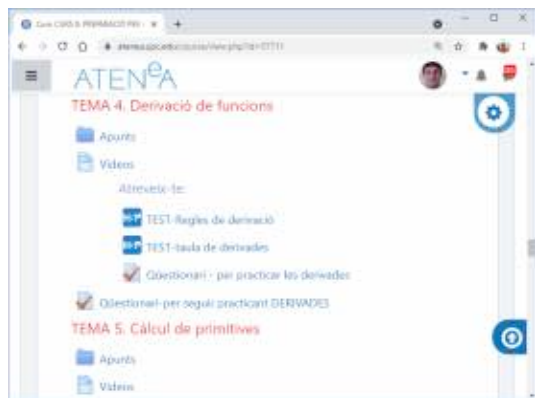 ATENeA
TEMA 4. Derivació de funcions
Apunts
Vídeos
Atreveix-te:
TEST-Regles de derivació
TEST-taula de derivades
Qüestionari - per practicar les derivades
Qüestionari-per seguir practicant DERIVADES
TEMA 5. Càlcul de primitives
Apunts
Vídeos